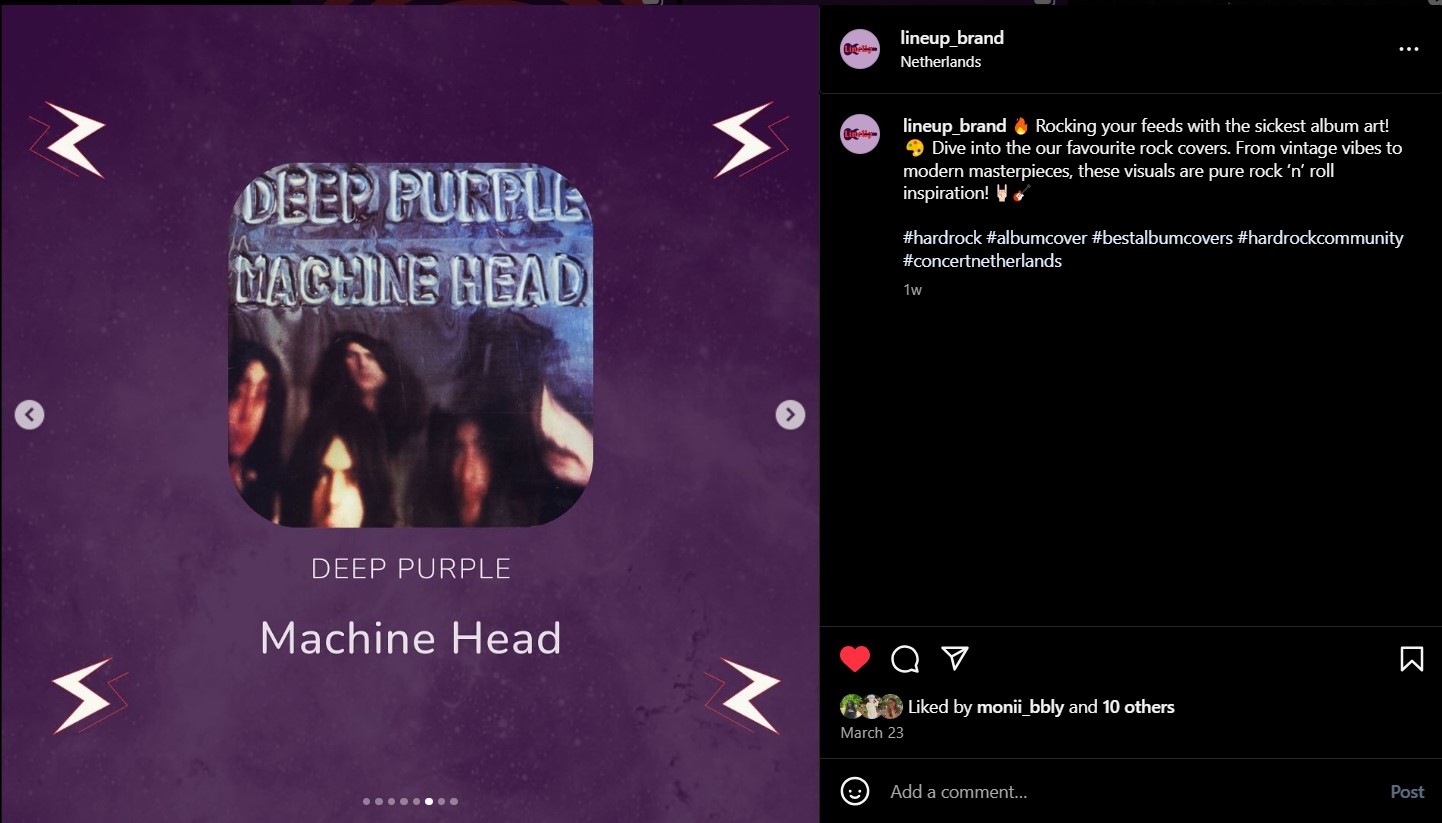 DEEP PURPLE
MACHINE HEAD
DEEP PURPLE
Machine Head
lineup_brand
Netherlands
lineup_brand 🔥 Rocking your feeds with the sickest album art!
🎨 Dive into the our favourite rock covers. From vintage vibes to
modern masterpieces, these visuals are pure rock ‘n’ roll
inspiration! 🤘🏻🎸
#hardrock #albumcover #bestalbumcovers #hardrockcommunity
#concertnetherlands
1w
Liked by monii_bbly and 10 others
March 23
Add a comment...
Post